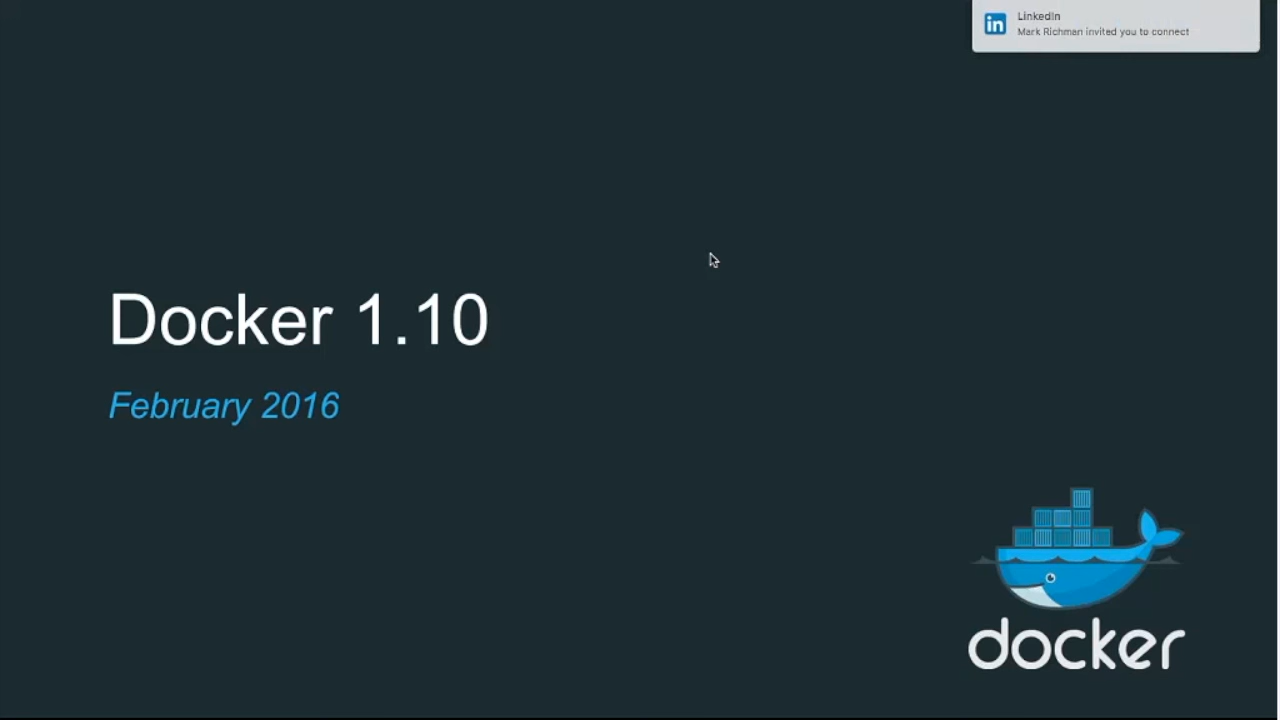 LinkedIn
Mark Richman invited you to connect
Docker 1.10
February 2016
docker